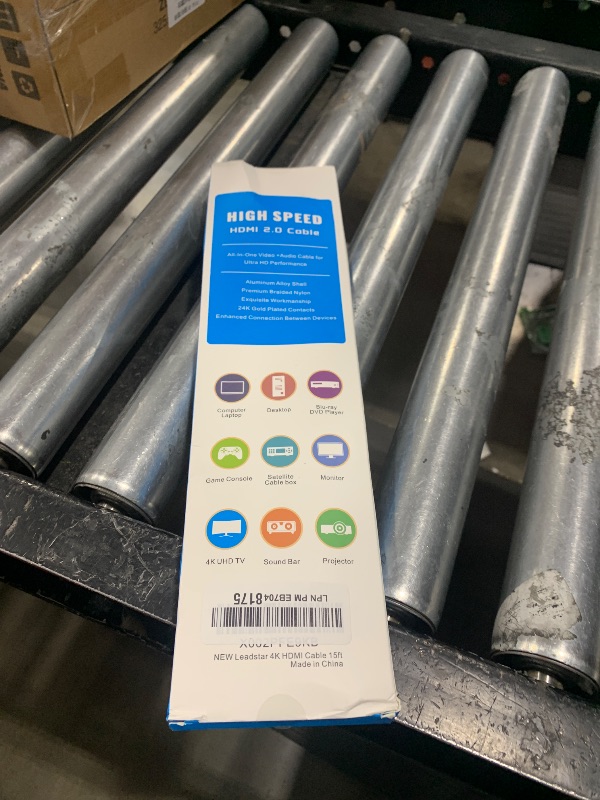 HIGH SPEED
HDMI 2.0 Cable
All-In-One Video +Audio Cable for
Ultra HD Performance
Aluminum Alloy Shell
Premium Braided Nylon
Exquisite Workmanship
24K Gold Plated Contacts
Enhanced Connection Between Devices
Computer
Laptop
Desktop
Blu-ray
DVD Player
Game Console
Satellite
Cable box
Monitor
4K UHD TV
Sound Bar
Projector
LPN PM EB7048175
NEW Leadstar 4K HDMI Cable 15ft
Made in China